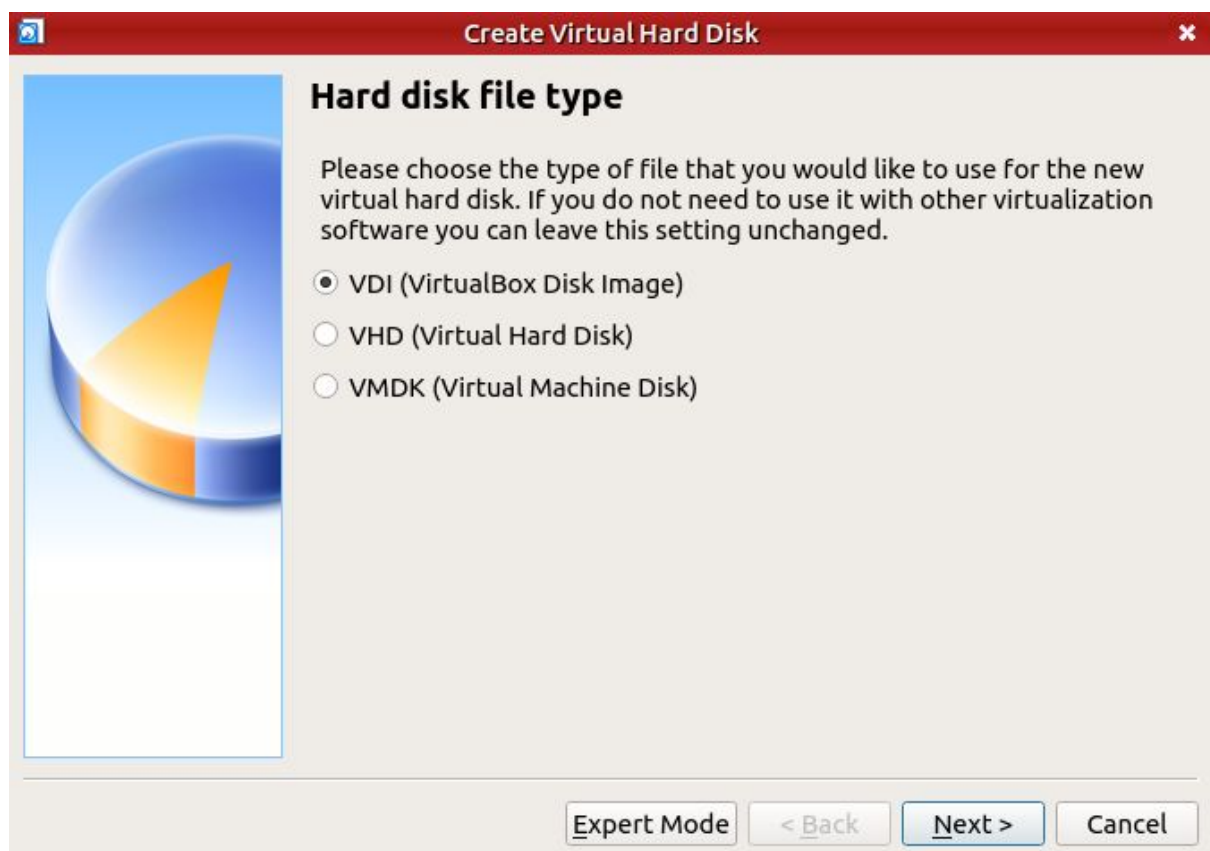 Create Virtual Hard Disk
Hard disk file type
Please choose the type of file that you would like to use for the new
virtual hard disk. If you do not need to use it with other virtualization
software you can leave this setting unchanged.
VDI (VirtualBox Disk Image)
VHD (Virtual Hard Disk)
VMDK (Virtual Machine Disk)
Expert Mode < Back Next > Cancel